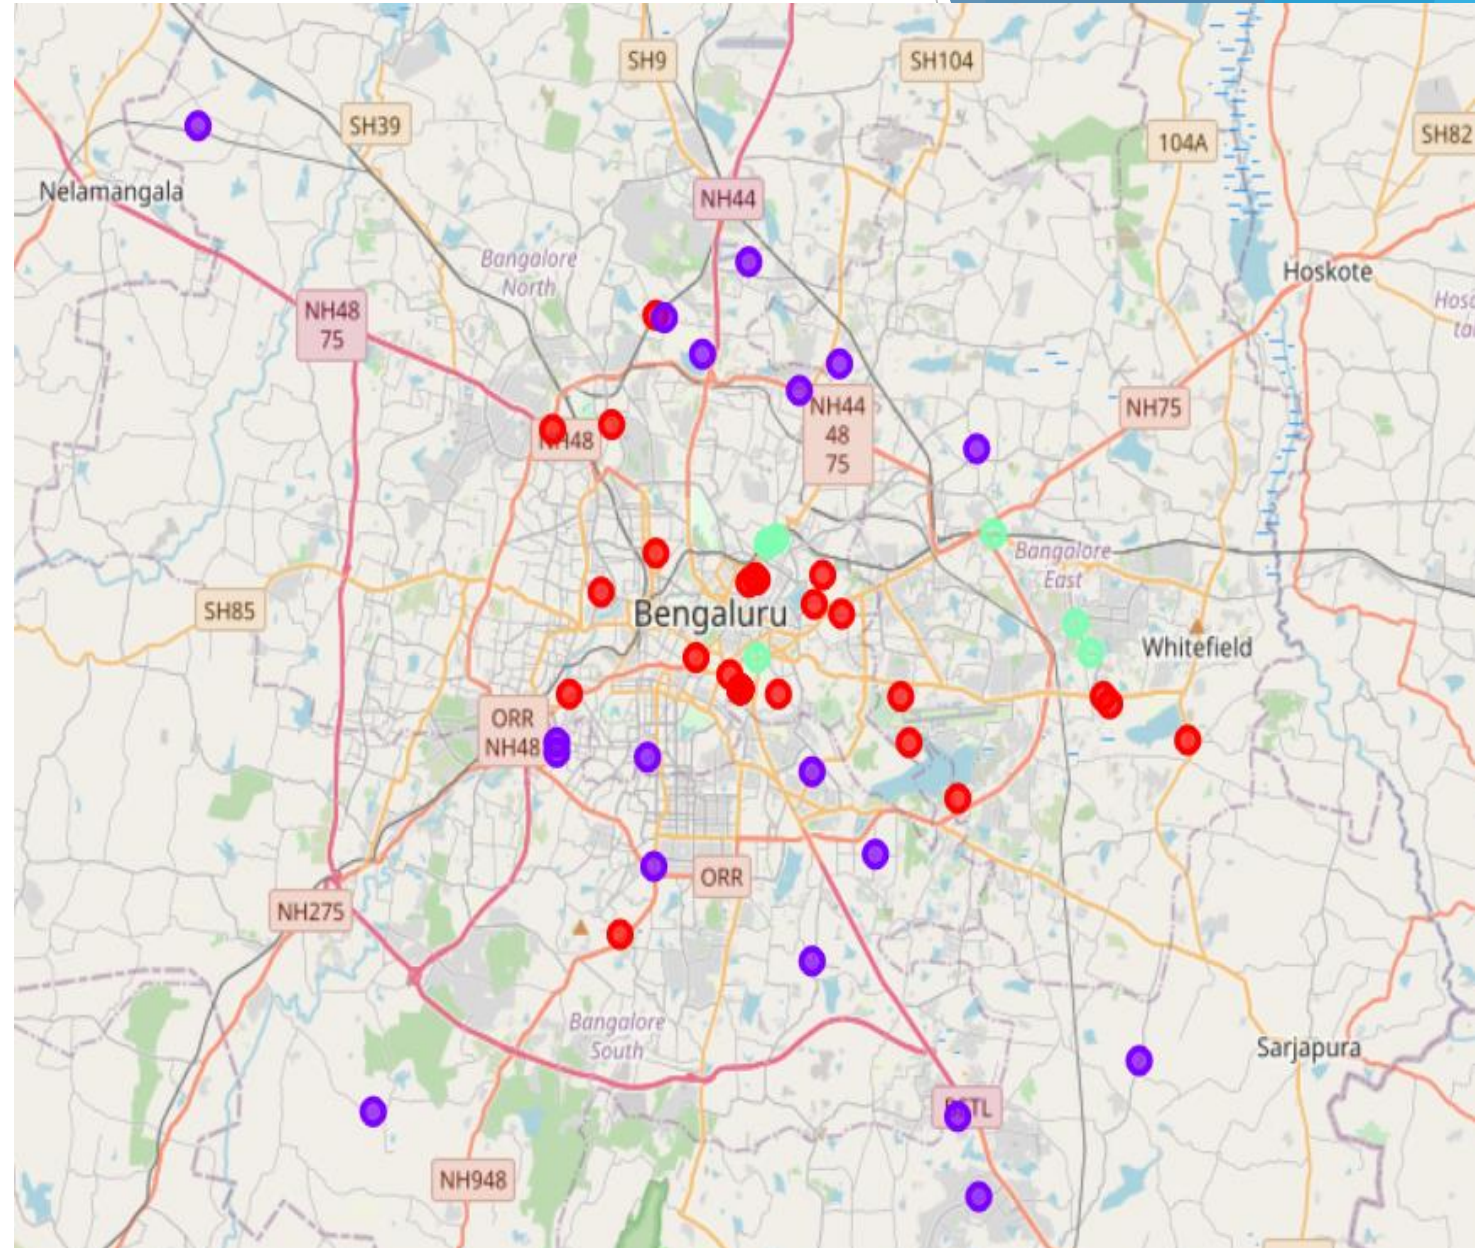 SH9
SH104
SH39
104A
SH82
Nelamangala
NH44
Bangalore
North
Hoskote
NH48
75
NH75
NH44
48
75
NH48
Bangalore
East
SH85
Bengaluru
Whitefield
ORR
NH48
ORR
NH275
Bangalore
South
Sarjapura
NH948